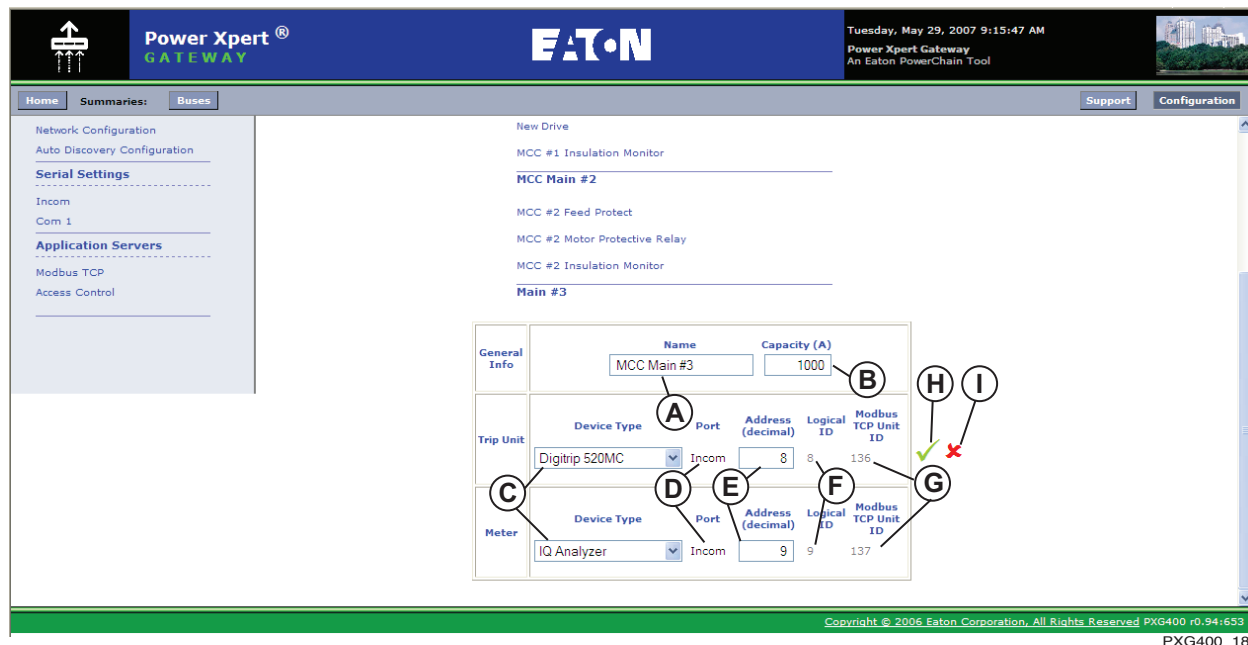 Power Xpert ®
GATEWAY
EATON
Tuesday, May 29, 2007 9:15:47 AM
Power Xpert Gateway
An Eaton PowerChain Tool
Home Summaries: Buses Support Configuration
Network Configuration
Auto Discovery Configuration
Serial Settings
Incom
Com 1
Application Servers
Modbus TCP
Access Control
New Drive
MCC #1 Insulation Monitor
MCC Main #2
MCC #2 Feed Protect
MCC #2 Motor Protective Relay
MCC #2 Insulation Monitor
Main #3
General Info
Name Capacity (A)
MCC Main #3 1000
A B H I
Trip Unit
Device Type Port Address (decimal) Logical ID Modbus TCP Unit ID
Digitrip 520MC Incom 8 8 136
C D E F G
Meter
Device Type Port Address (decimal) Logical ID Modbus TCP Unit ID
IQ Analyzer Incom 9 9 137
Copyright © 2006 Eaton Corporation, All Rights Reserved PXG400 r0.94:653
PXG400_18